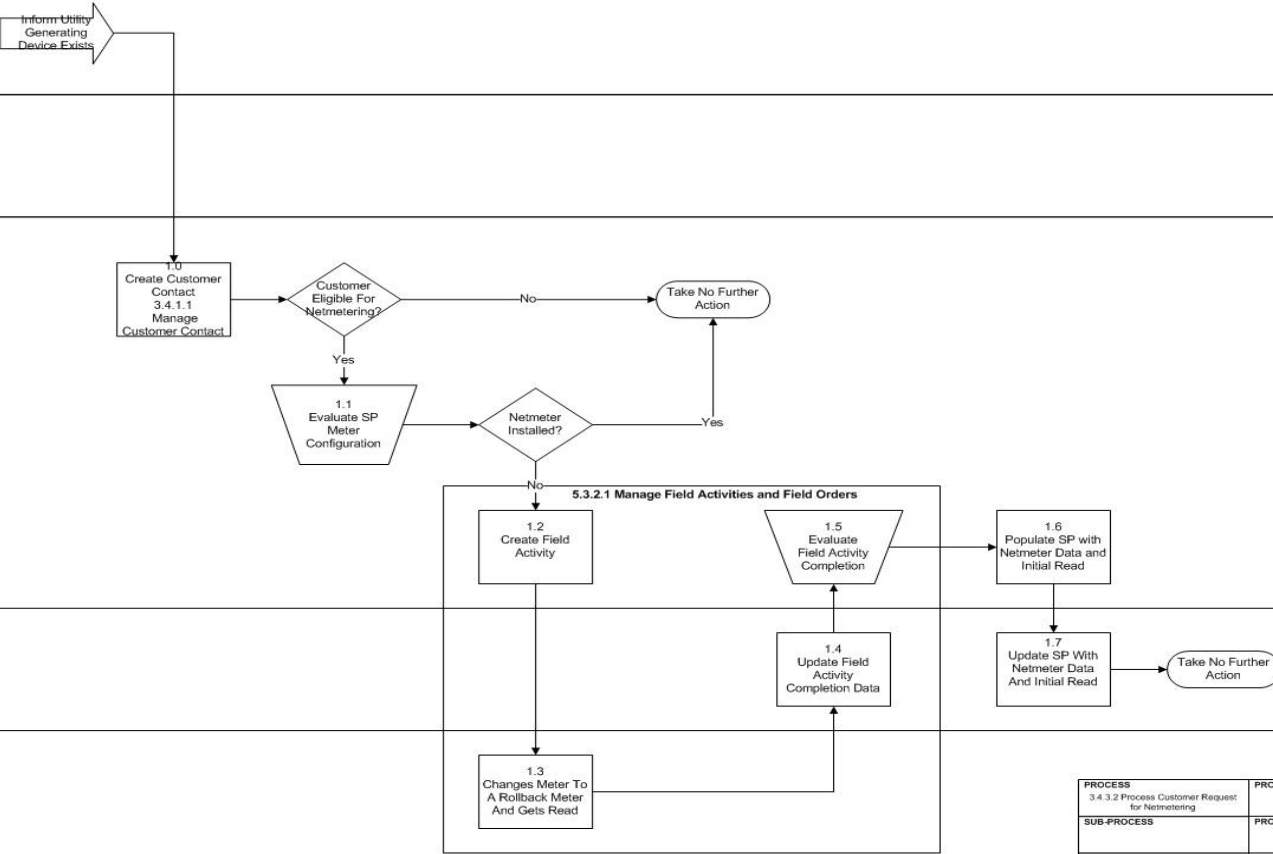 Inform Utility
Generating
Device Exists
1.0
Create Customer
Contact
3.4.1.1
Manage
Customer Contact
Customer
Eligible For
Netmetering?
No
Take No Further
Action
Yes
1.1
Evaluate SP
Meter
Configuration
Netmeter
Installed?
Yes
No
5.3.2.1 Manage Field Activities and Field Orders
1.2
Create Field
Activity
1.5
Evaluate
Field Activity
Completion
1.6
Populate SP with
Netmeter Data and
Initial Read
1.4
Update Field
Activity
Completion Data
1.7
Update SP With
Netmeter Data
And Initial Read
Take No Further
Action
1.3
Changes Meter To
A Rollback Meter
And Gets Read
PROCESS
3.4.3.2 Process Customer Request
for Netmetering
PRO
SUB-PROCESS
PRO